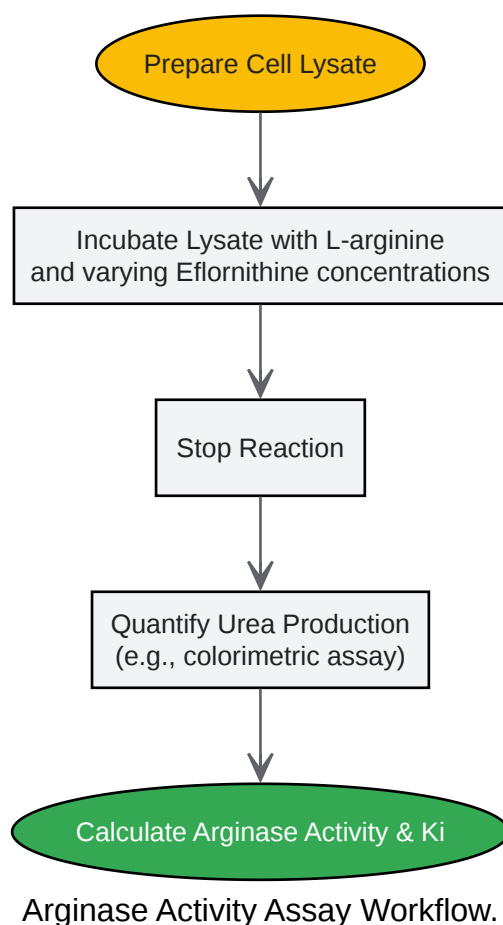 Prepare Cell Lysate
Incubate Lysate with L-arginine
and varying Eflornithine concentrations
Stop Reaction
Quantify Urea Production
(e.g., colorimetric assay)
Calculate Arginase Activity & Ki
Arginase Activity Assay Workflow.